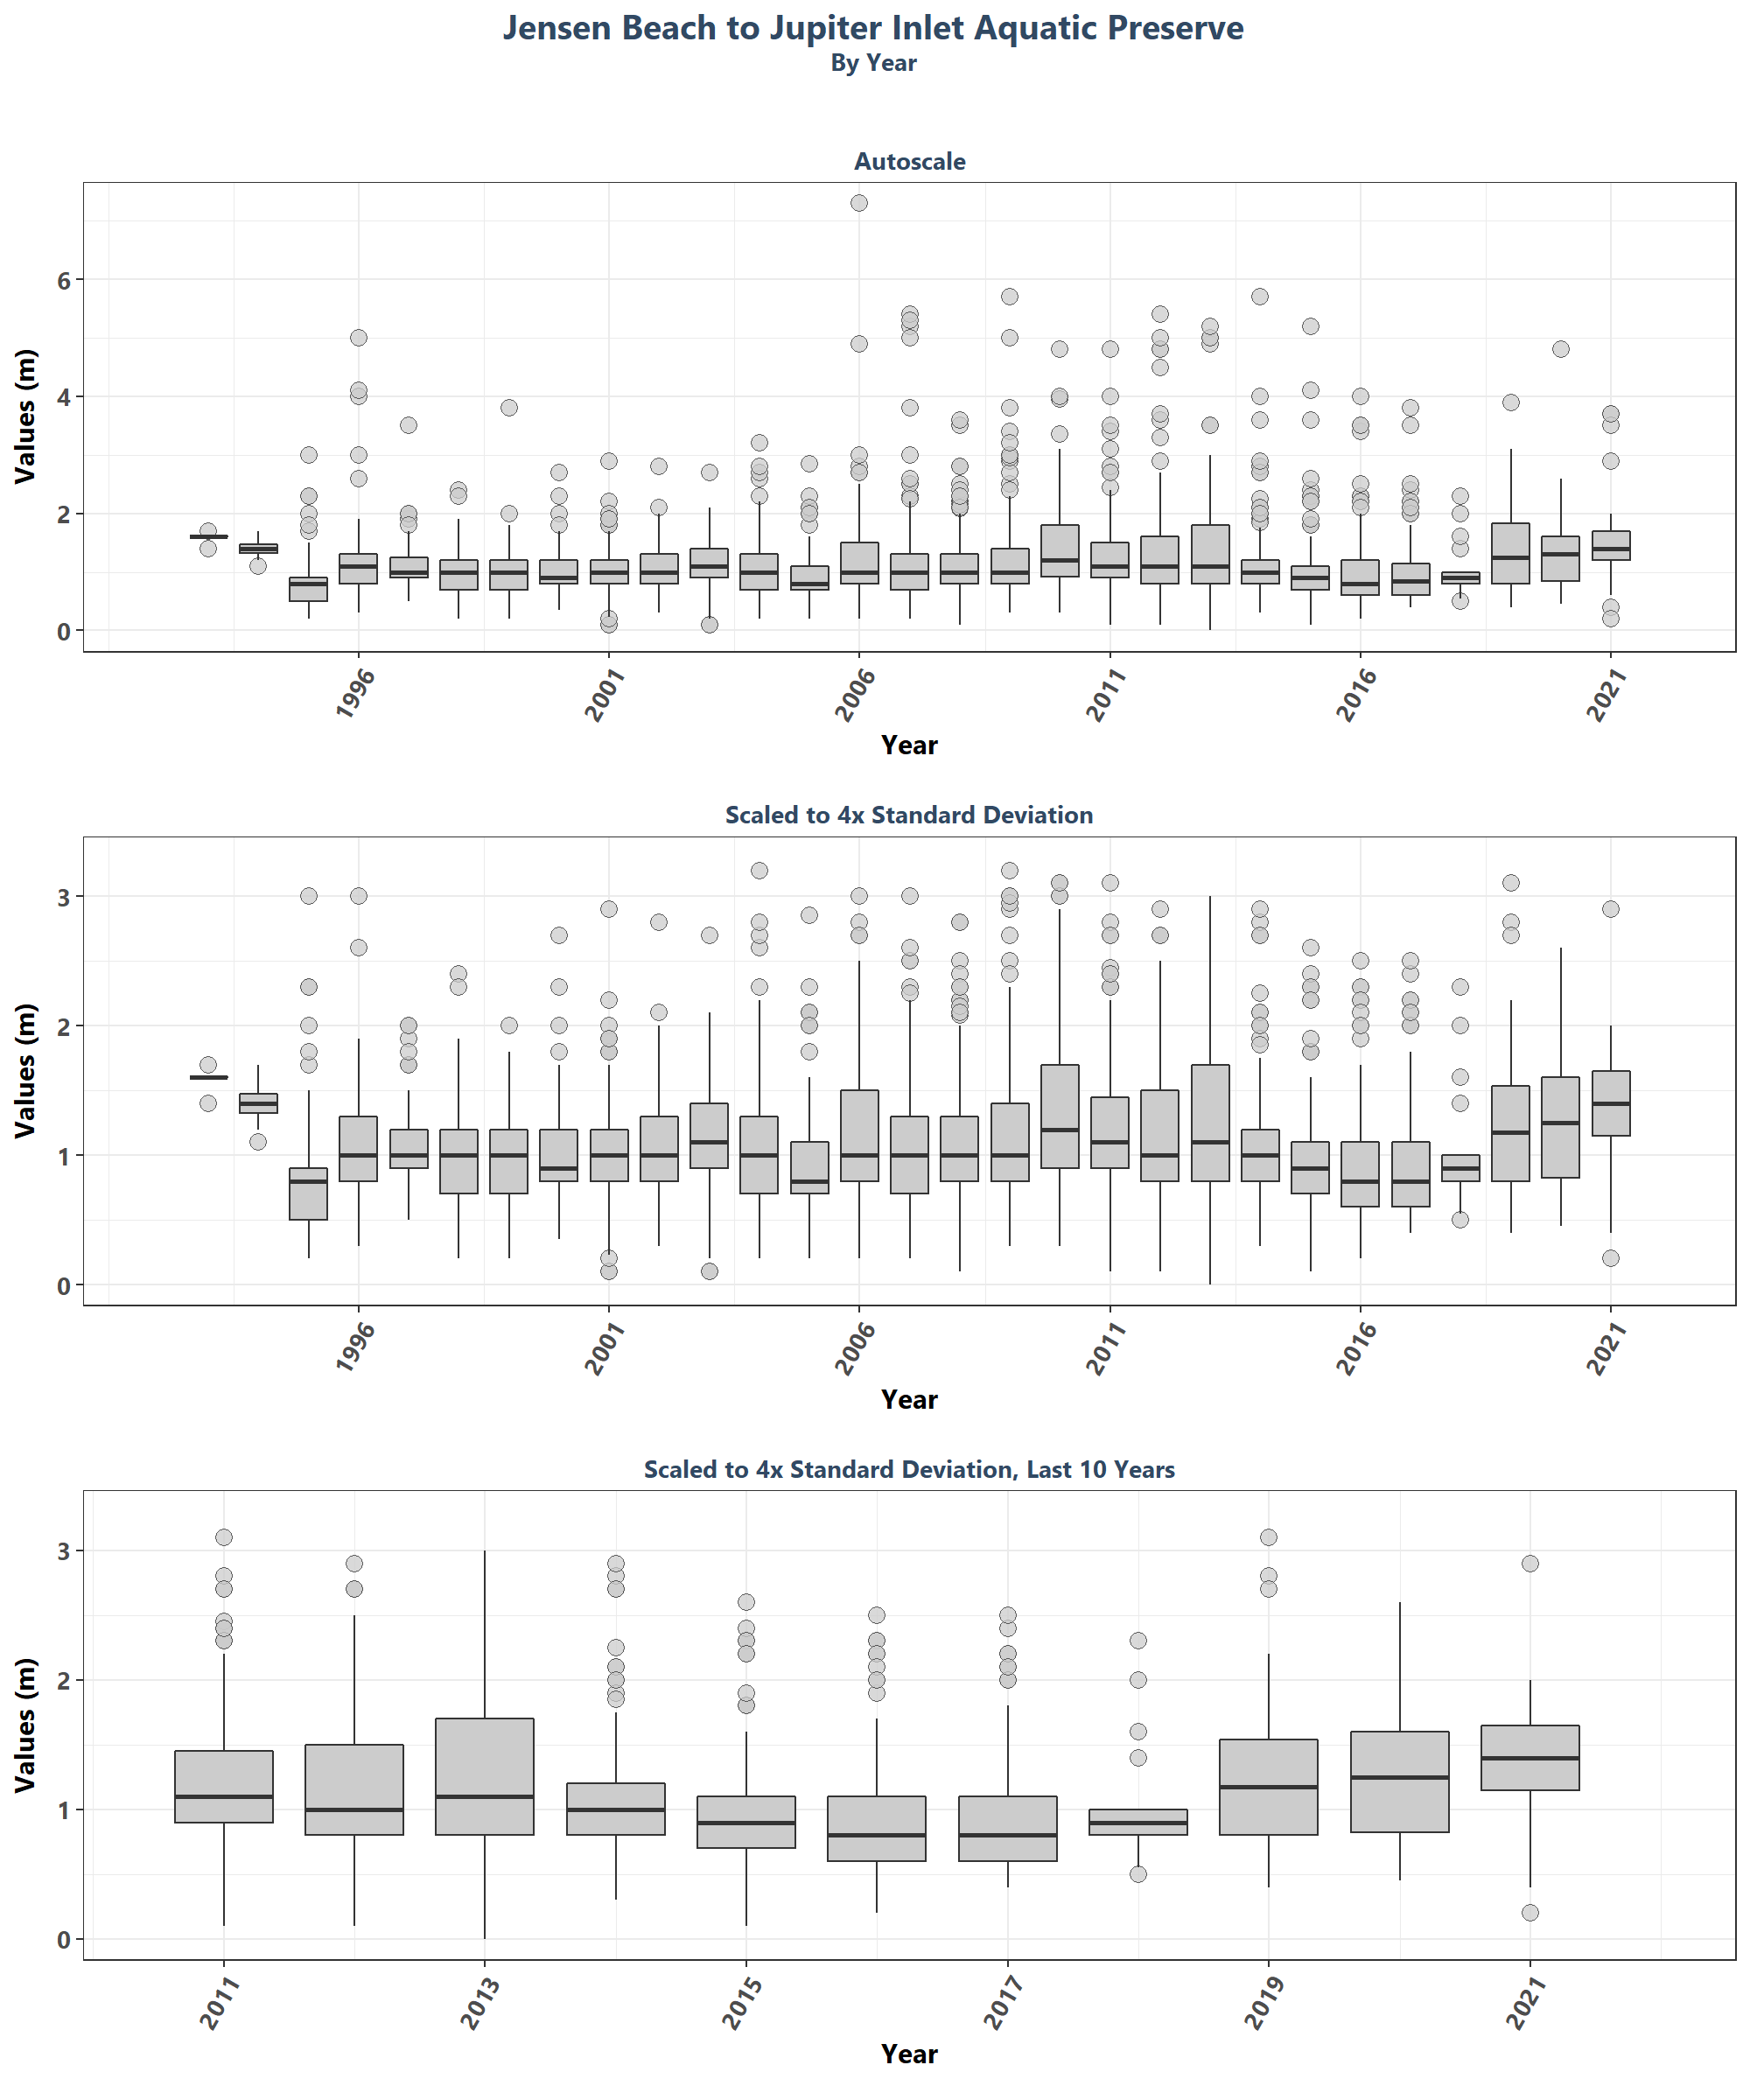 Jensen Beach to Jupiter Inlet Aquatic Preserve
By Year
Autoscale
Values (m)
6
4
2
0
1996
2001
2006
2011
2016
2021
Year
Scaled to 4x Standard Deviation
Values (m)
3
2
1
0
1996
2001
2006
2011
2016
2021
Year
Scaled to 4x Standard Deviation, Last 10 Years
Values (m)
3
2
1
0
2011
2013
2015
2017
2019
2021
Year